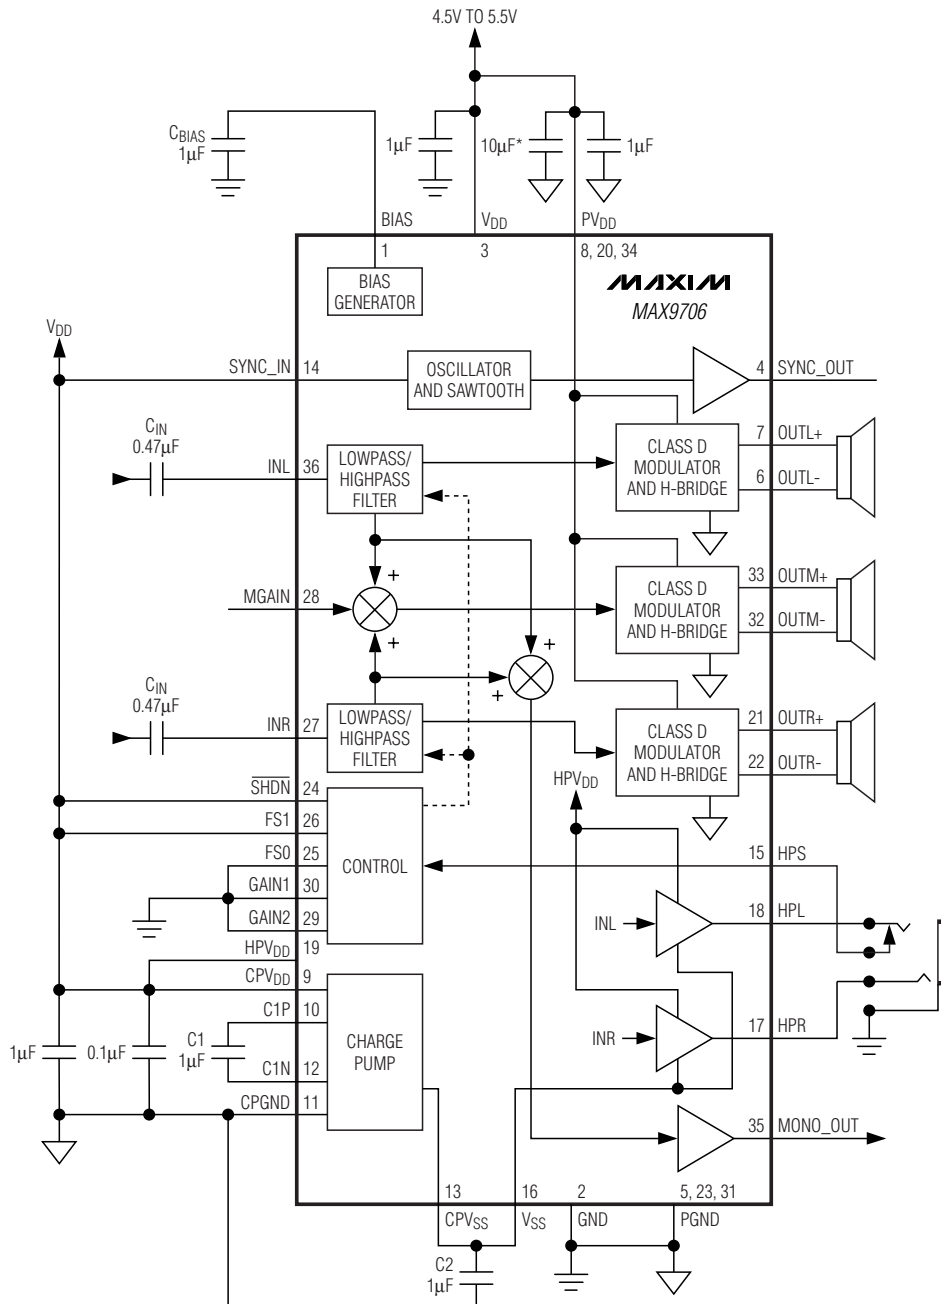 4.5V TO 5.5V
CBIAS
1µF
1µF
10µF*
1µF
BIAS
VDD
PVDD
1
3
8, 20, 34
BIAS
GENERATOR
MAXIM
MAX9706
VDD
SYNC_IN
14
OSCILLATOR
AND SAWTOOTH
4
SYNC_OUT
CIN
0.47µF
INL
36
LOWPASS/
HIGHPASS
FILTER
CLASS D
MODULATOR
AND H-BRIDGE
7
OUTL+
6
OUTL-
+
MGAIN
28
+
CLASS D
MODULATOR
AND H-BRIDGE
33
OUTM+
32
OUTM-
+
+
CIN
0.47µF
INR
27
LOWPASS/
HIGHPASS
FILTER
CLASS D
MODULATOR
AND H-BRIDGE
21
OUTR+
22
OUTR-
SHDN
24
FS1
26
FS0
25
GAIN1
30
GAIN2
29
CONTROL
HPVDD
15
HPS
INL
18
HPL
HPVDD
19
CPVDD
9
C1P
10
C1N
12
CPGND
11
1µF
0.1µF
C1
1µF
CHARGE
PUMP
INR
17
HPR
35
MONO_OUT
13
16
2
5, 23, 31
CPVSS
VSS
GND
PGND
C2
1µF